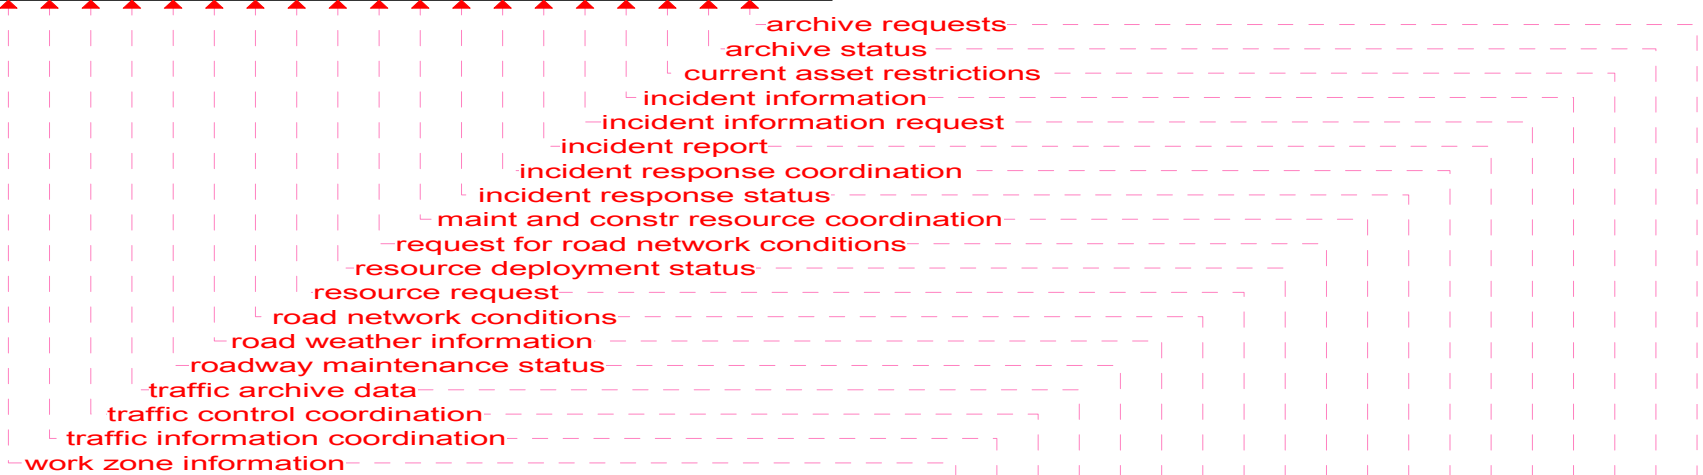 archive requests
archive status
current asset restrictions
incident information
incident information request
incident report
incident response coordination
incident response status
maint and constr resource coordination
request for road network conditions
resource deployment status
resource request
road network conditions
road weather information
roadway maintenance status
traffic archive data
traffic control coordination
traffic information coordination
work zone information